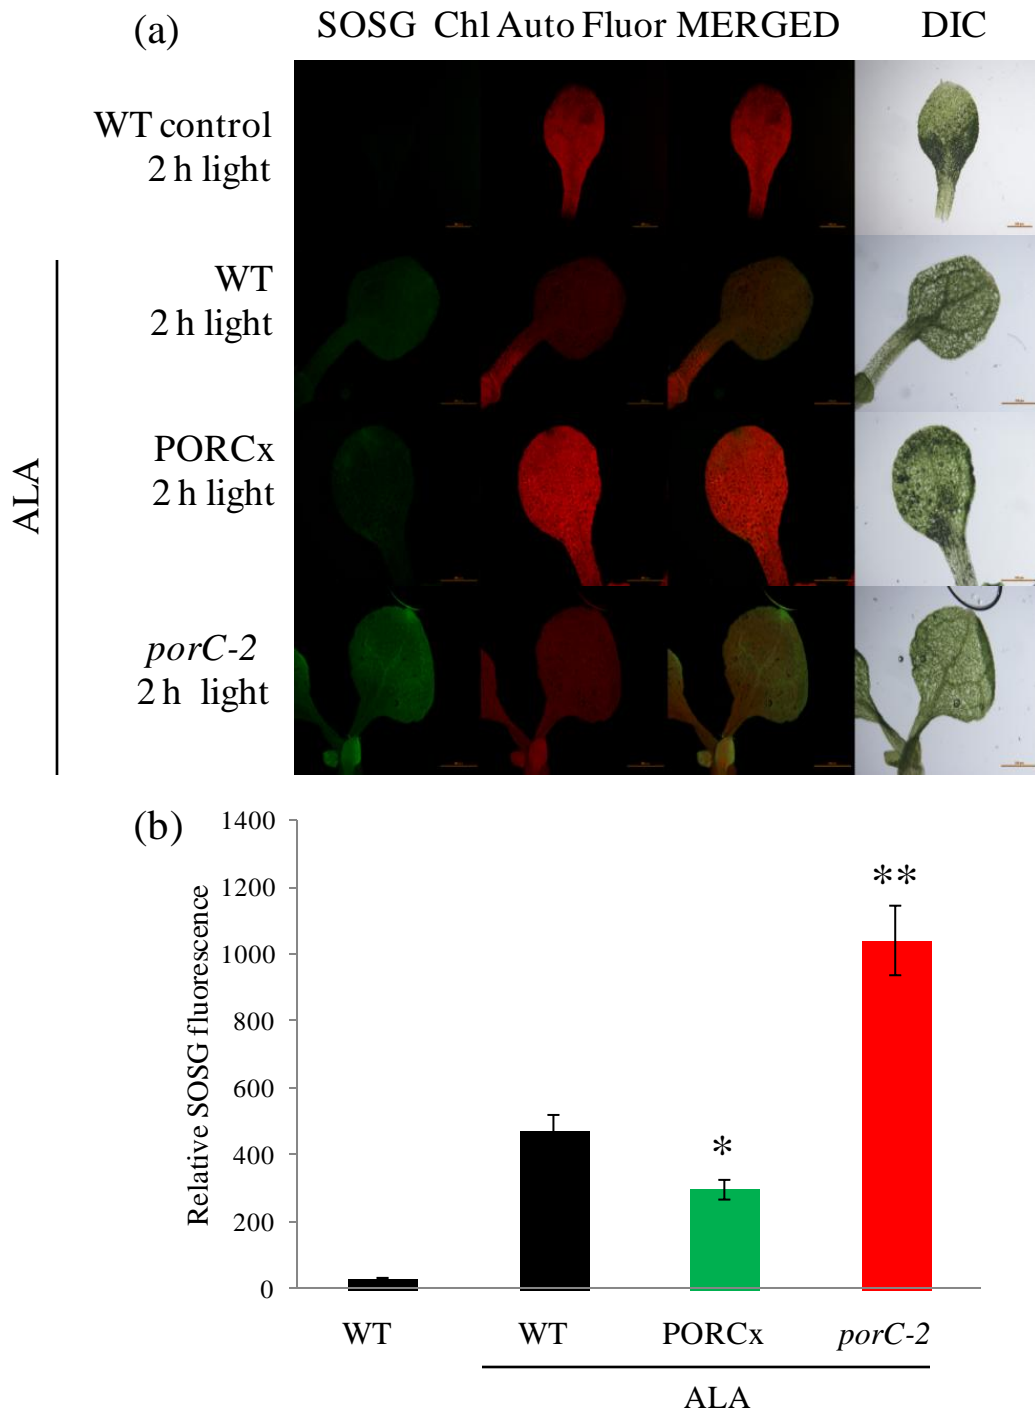 (a)
SOSG Chl Auto Fluor MERGED DIC
WT control
2 h light
WT
2 h light
PORCx
2 h light
porC-2
2 h light
ALA
(b)
Relative SOSG fluorescence
1400
1200
1000
800
600
400
200
0
*
**
WT WT PORCx porC-2
ALA